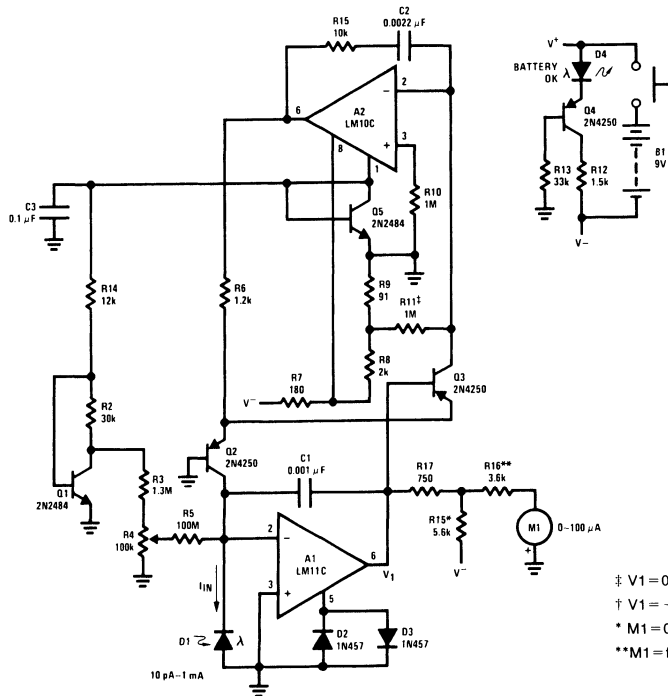 R15
10k
C2
0.0022 µF
A2
LM10C
2
6
3
8
1
R10
1M
C3
0.1 µF
Q5
2N2484
R14
12k
R6
1.2k
R9
91
R11‡
1M
R8
2k
R7
180
V−
Q3
2N4250
R2
30k
Q1
2N2484
Q2
2N4250
C1
0.001 µF
R3
1.3M
R4
100k
R5
100M
R17
750
R16**
3.6k
R15*
5.6k
V−
M1
0–100 µA
+
2
A1
LM11C
6
V1
3
5
IIN
D1
λ
D2
1N457
D3
1N457
10 pA–1 mA
V+
D4
BATTERY
OK
λ
Q4
2N4250
R13
33k
R12
1.5k
B1
9V
V−
‡ V1=0
† V1= -
* M1=0
**M1=f